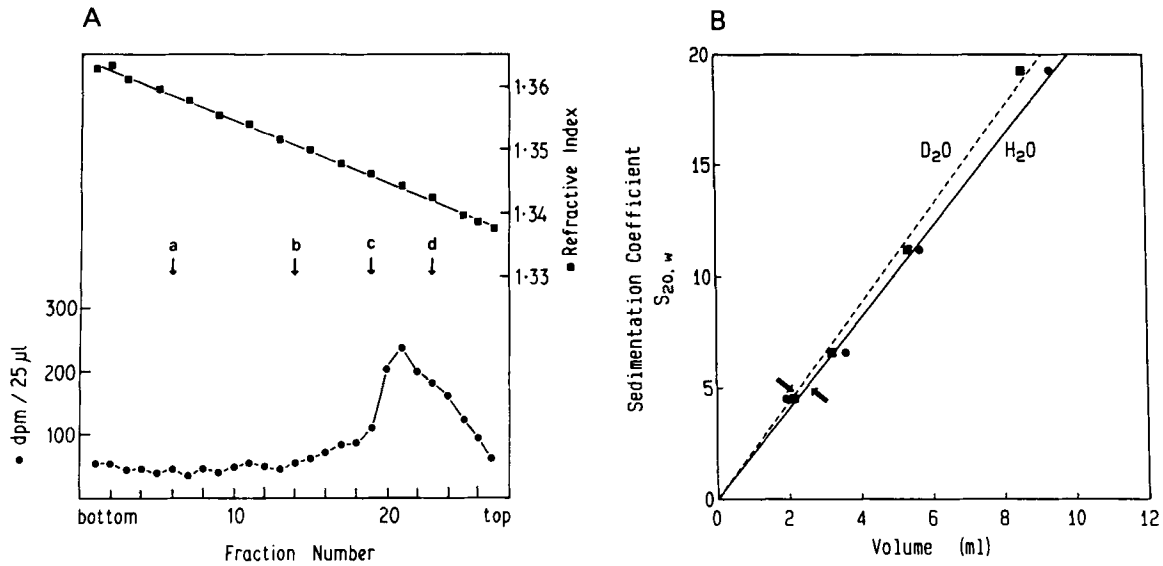 A
1·36
1·35
1·34
1·33
■ Refractive Index
a
b
c
d
300
200
100
● dpm / 25 µl
bottom
10
20
top
Fraction Number
B
20
15
10
5
0
Sedimentation Coefficient
S20,w
D2O
H2O
0
2
4
6
8
10
12
Volume (ml)